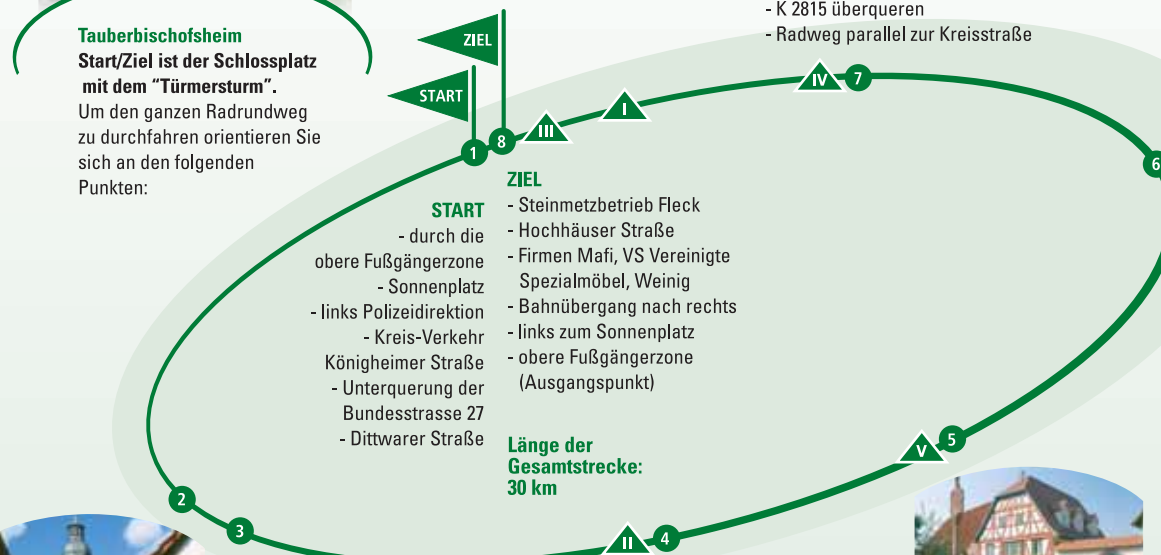 - K 2815 überqueren
- Radweg parallel zur Kreisstraße
Tauberbischofsheim
Start/Ziel ist der Schlossplatz
mit dem "Türmersturm".
Um den ganzen Radrundweg
zu durchfahren orientieren Sie
sich an den folgenden
Punkten:
ZIEL
START
IV
7
I
III
8
1
6
START
- durch die
obere Fußgängerzone
- Sonnenplatz
- links Polizeidirektion
- Kreis-Verkehr
Königheimer Straße
- Unterquerung der
Bundesstrasse 27
- Dittwarer Straße
ZIEL
- Steinmetzbetrieb Fleck
- Hochhäuser Straße
- Firmen Mafi, VS Vereinigte
Spezialmöbel, Weinig
- Bahnübergang nach rechts
- links zum Sonnenplatz
- obere Fußgängerzone
(Ausgangspunkt)
Länge der
Gesamtstrecke:
30 km
V
5
2
3
II
4